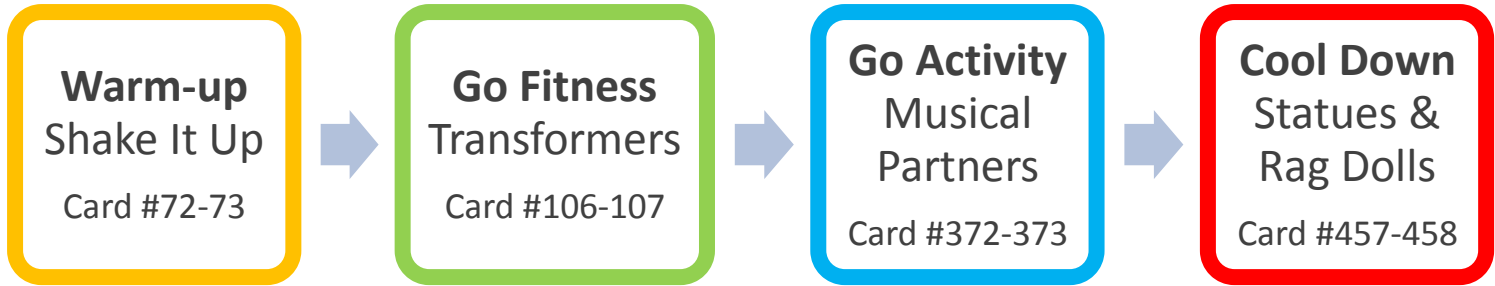 Warm-up
Shake It Up
Card #72-73
Go Fitness
Transformers
Card #106-107
Go Activity
Musical
Partners
Card #372-373
Cool Down
Statues &
Rag Dolls
Card #457-458